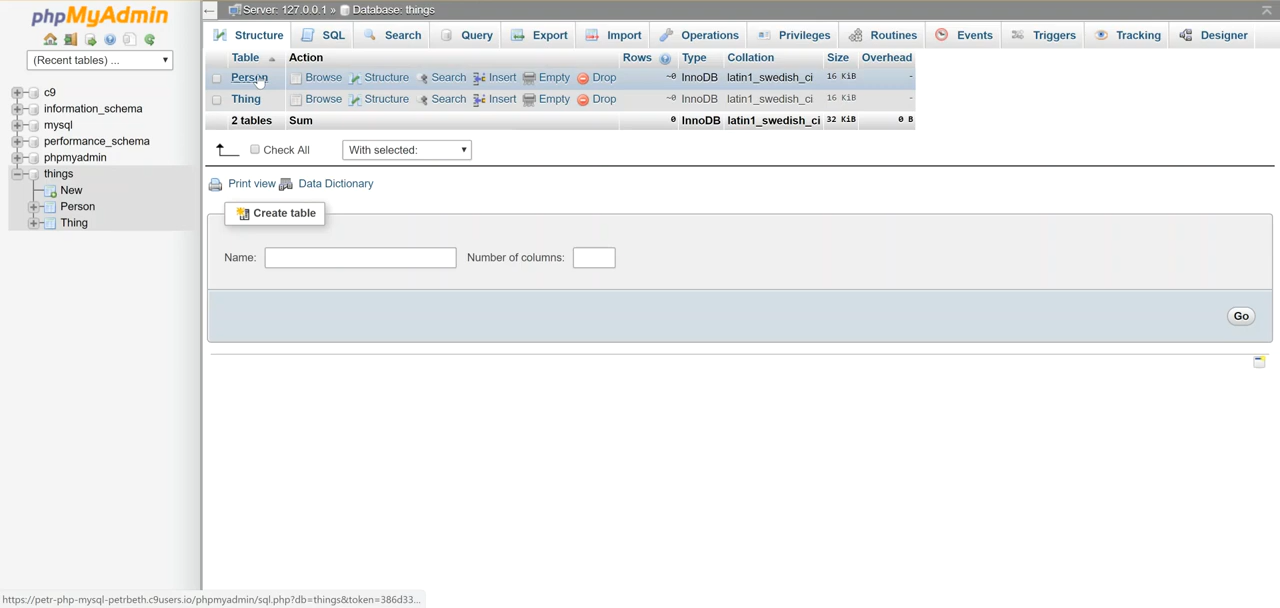 phpMyAdmin
(Recent tables) ...
c9
information_schema
mysql
performance_schema
phpmyadmin
things
New
Person
Thing
Server: 127.0.0.1 » Database: things
Structure SQL Search Query Export Import Operations Privileges Routines Events Triggers Tracking Designer
Table Action Rows Type Collation Size Overhead
Person Browse Structure Search Insert Empty Drop ~0 InnoDB latin1_swedish_ci 16 KiB -
Thing Browse Structure Search Insert Empty Drop ~0 InnoDB latin1_swedish_ci 16 KiB -
2 tables Sum 0 InnoDB latin1_swedish_ci 32 KiB 0 B
Check All With selected:
Print view Data Dictionary
Create table
Name: Number of columns:
Go
https://petr-php-mysql-petrbeth.c9users.io/phpmyadmin/sql.php?db=things&token=386d33...